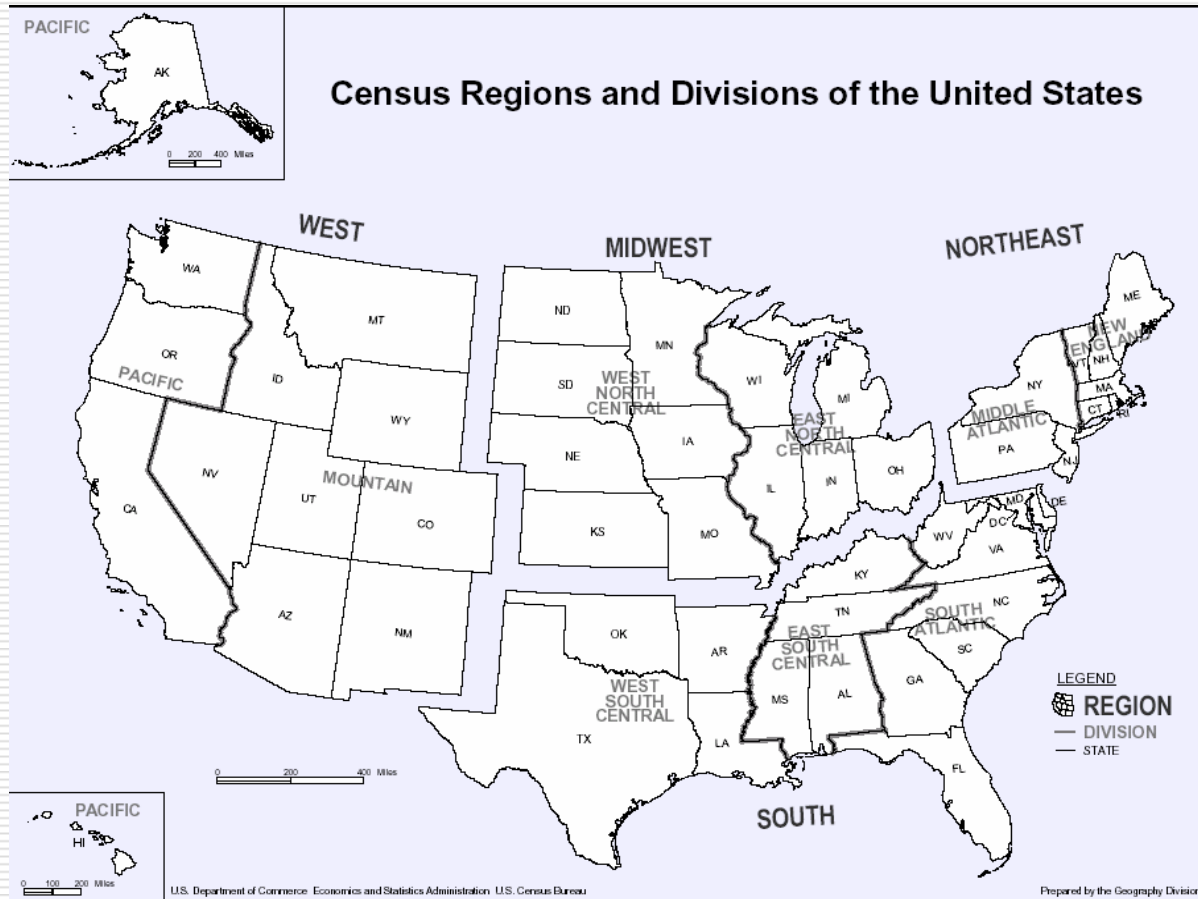 PACIFIC
AK
0 200 400 Miles
Census Regions and Divisions of the United States
WEST
MIDWEST
NORTHEAST
WA
MT
OR
ID
PACIFIC
WY
NV
MOUNTAIN
UT
CO
CA
AZ
NM
ND
MN
SD
WEST
NORTH
CENTRAL
NE
IA
KS
MO
WI
MI
EAST
NORTH
CENTRAL
IL
IN
OH
ME
NEW
ENGLAND
VT
NH
NY
MA
CT
RI
MIDDLE
ATLANTIC
PA
NJ
MD
DE
DC
WV
VA
KY
TN
NC
SOUTH
ATLANTIC
EAST
SOUTH
CENTRAL
SC
MS
AL
GA
FL
OK
AR
WEST
SOUTH
CENTRAL
TX
LA
SOUTH
LEGEND
REGION
DIVISION
STATE
0 200 400 Miles
PACIFIC
HI
0 100 200 Miles
U.S. Department of Commerce Economics and Statistics Administration U.S. Census Bureau
Prepared by the Geography Division